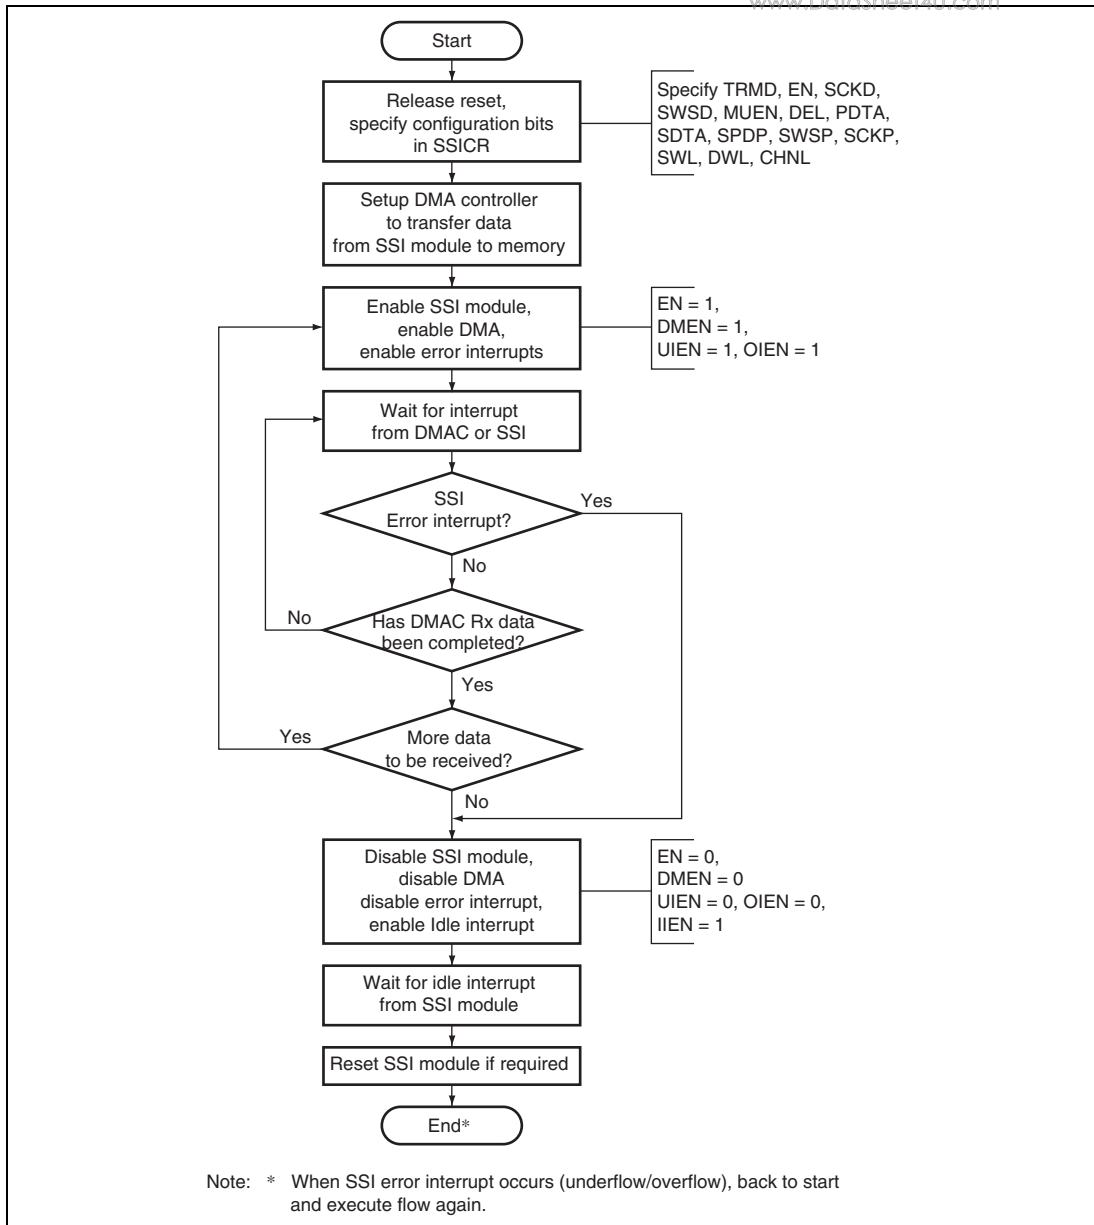 www.DataSheet4U.com
Start
Release reset,
specify configuration bits
in SSICR
Specify TRMD, EN, SCKD,
SWSD, MUEN, DEL, PDTA,
SDTA, SPDP, SWSP, SCKP,
SWL, DWL, CHNL
Setup DMA controller
to transfer data
from SSI module to memory
Enable SSI module,
enable DMA,
enable error interrupts
EN = 1,
DMEN = 1,
UIEN = 1, OIEN = 1
Wait for interrupt
from DMAC or SSI
SSI
Error interrupt?
Yes
No
Has DMAC Rx data
been completed?
No
Yes
More data
to be received?
Yes
No
Disable SSI module,
disable DMA
disable error interrupt,
enable Idle interrupt
EN = 0,
DMEN = 0
UIEN = 0, OIEN = 0,
IIEN = 1
Wait for idle interrupt
from SSI module
Reset SSI module if required
End*
Note: * When SSI error interrupt occurs (underflow/overflow), back to start
and execute flow again.